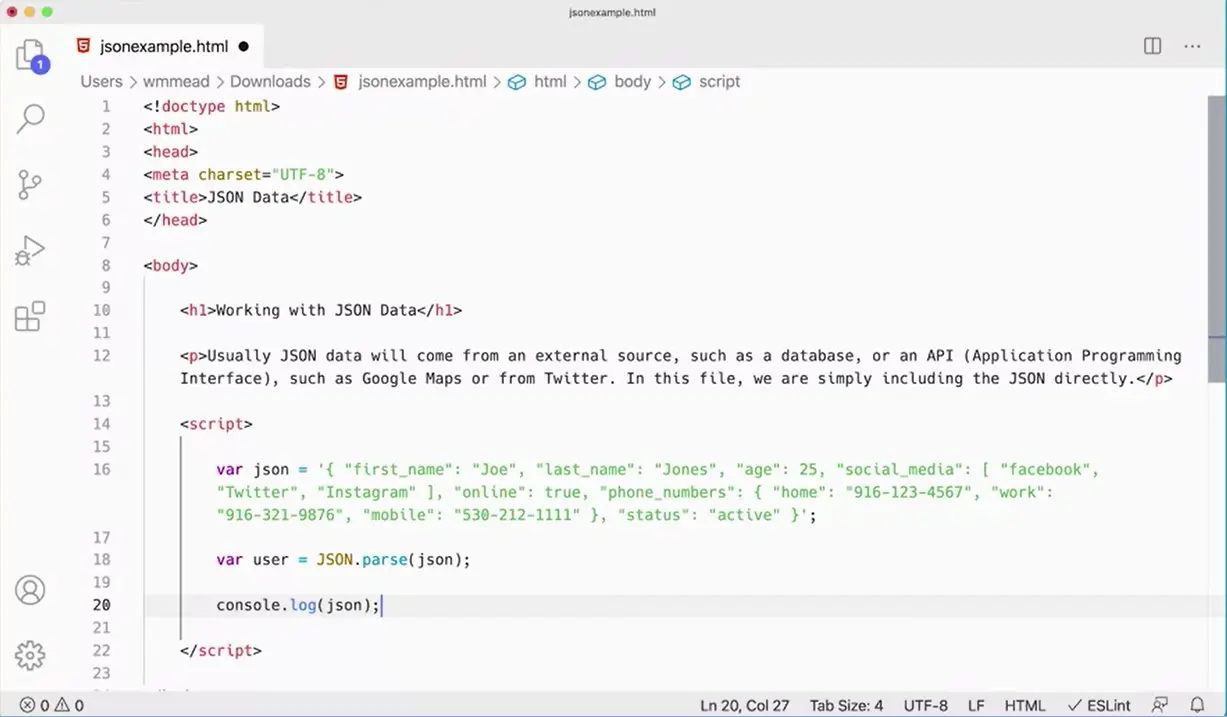 jsonexample.html
jsonexample.html
1
Users > wmmead > Downloads > jsonexample.html > html > body > script
1 <!doctype html>
2 <html>
3 <head>
4 <meta charset="UTF-8">
5 <title>JSON Data</title>
6 </head>
7
8 <body>
9
10 <h1>Working with JSON Data</h1>
11
12 <p>Usually JSON data will come from an external source, such as a database, or an API (Application Programming
Interface), such as Google Maps or from Twitter. In this file, we are simply including the JSON directly.</p>
13
14 <script>
15
16 var json = '{ "first_name": "Joe", "last_name": "Jones", "age": 25, "social_media": [ "facebook",
"Twitter", "Instagram" ], "online": true, "phone_numbers": { "home": "916-123-4567", "work":
"916-321-9876", "mobile": "530-212-1111" }, "status": "active" }';
17
18 var user = JSON.parse(json);
19
20 console.log(json);
21
22 </script>
23
0 0 Ln 20, Col 27 Tab Size: 4 UTF-8 LF HTML ESLint